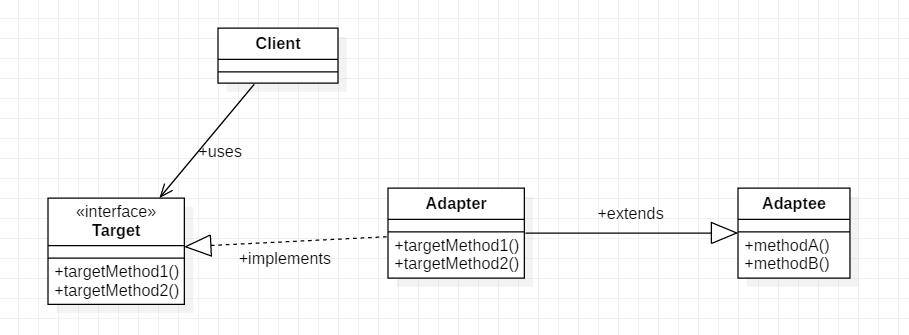 Client
+uses
«interface»
Target
+targetMethod1()
+targetMethod2()
+implements
Adapter
+targetMethod1()
+targetMethod2()
+extends
Adaptee
+methodA()
+methodB()